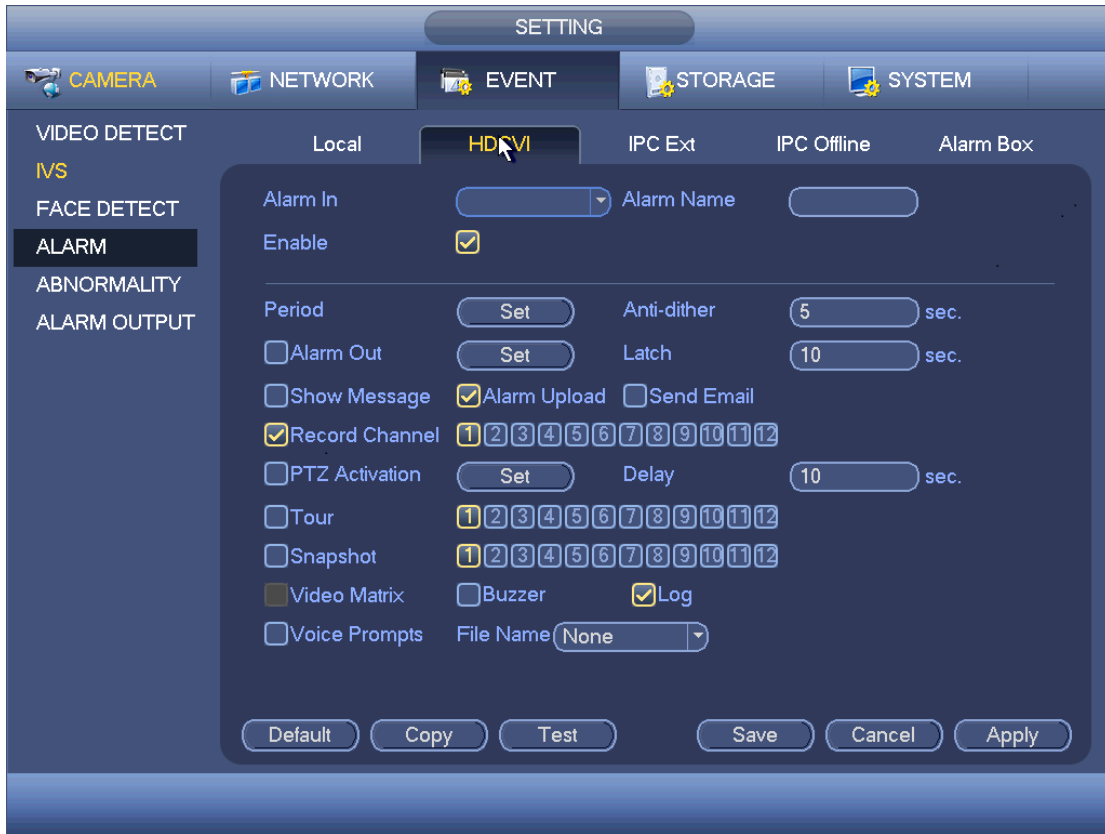 SETTING
CAMERA NETWORK EVENT STORAGE SYSTEM
VIDEO DETECT
IVS
FACE DETECT
ALARM
ABNORMALITY
ALARM OUTPUT
Local HDCVI IPC Ext IPC Offline Alarm Box
Alarm In Alarm Name
Enable
Period Set Anti-dither 5 sec.
Alarm Out Set Latch 10 sec.
Show Message Alarm Upload Send Email
Record Channel 1 2 3 4 5 6 7 8 9 10 11 12
PTZ Activation Set Delay 10 sec.
Tour 1 2 3 4 5 6 7 8 9 10 11 12
Snapshot 1 2 3 4 5 6 7 8 9 10 11 12
Video Matrix Buzzer Log
Voice Prompts File Name None
Default Copy Test Save Cancel Apply